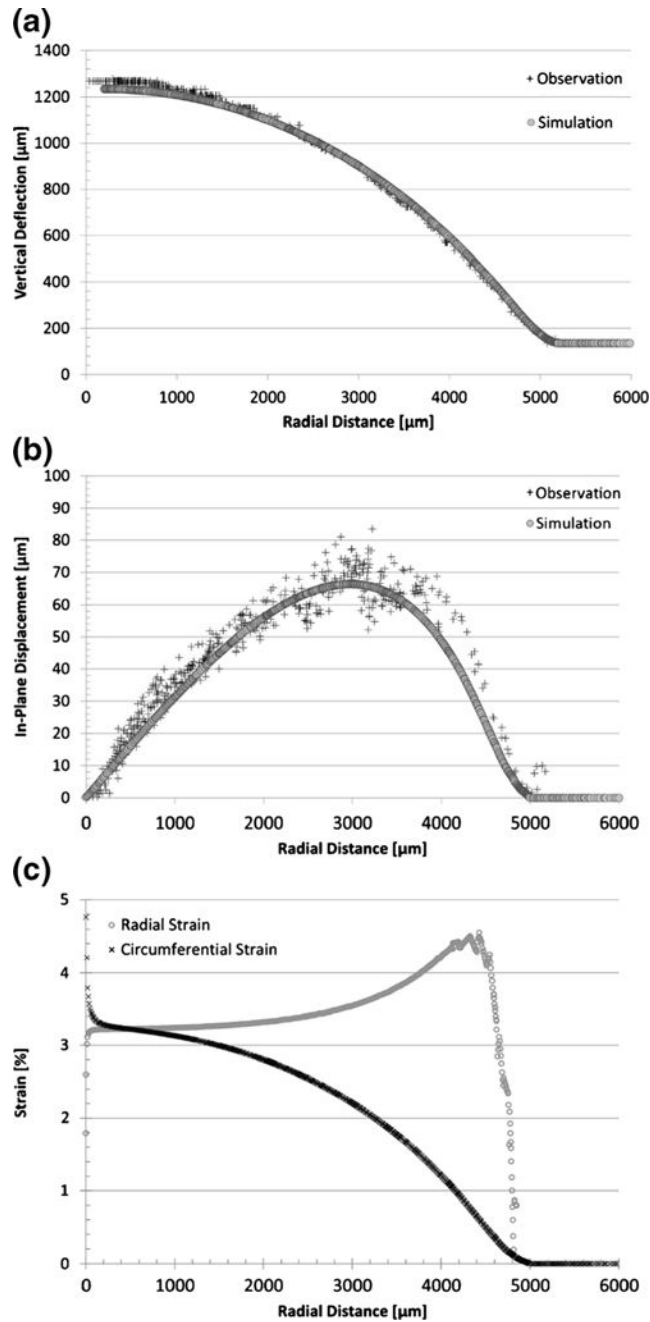 (a)
1400
1200
1000
800
600
400
200
0
Vertical Deflection [µm]
+ Observation
Simulation
0 1000 2000 3000 4000 5000 6000
Radial Distance [µm]
(b)
100
90
80
70
60
50
40
30
20
10
0
In-Plane Displacement [µm]
+ Observation
Simulation
0 1000 2000 3000 4000 5000 6000
Radial Distance [µm]
(c)
5
4
3
2
1
0
Strain [%]
Radial Strain
× Circumferential Strain
0 1000 2000 3000 4000 5000 6000
Radial Distance [µm]